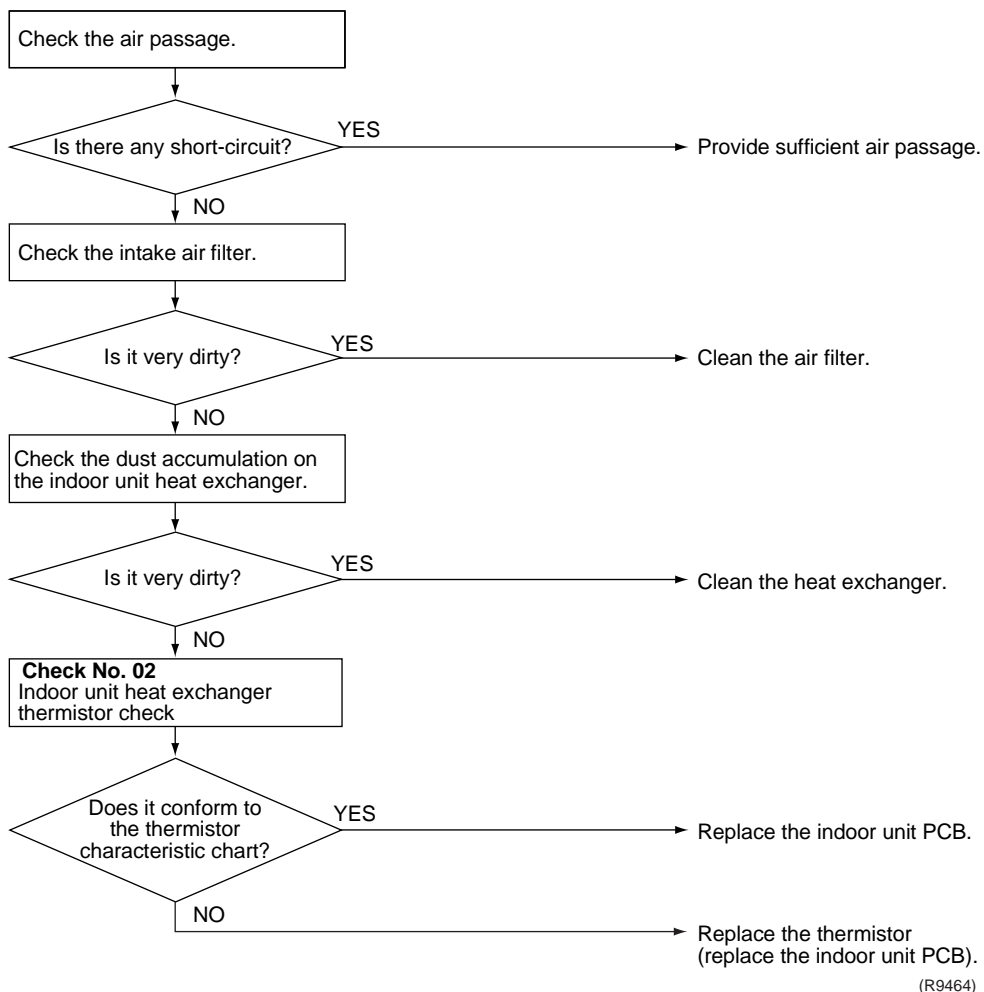 Check the air passage.
Is there any short-circuit?
YES
Provide sufficient air passage.
NO
Check the intake air filter.
Is it very dirty?
YES
Clean the air filter.
NO
Check the dust accumulation on
the indoor unit heat exchanger.
Is it very dirty?
YES
Clean the heat exchanger.
NO
Check No. 02
Indoor unit heat exchanger
thermistor check
Does it conform to
the thermistor
characteristic chart?
YES
Replace the indoor unit PCB.
NO
Replace the thermistor
(replace the indoor unit PCB).
(R9464)